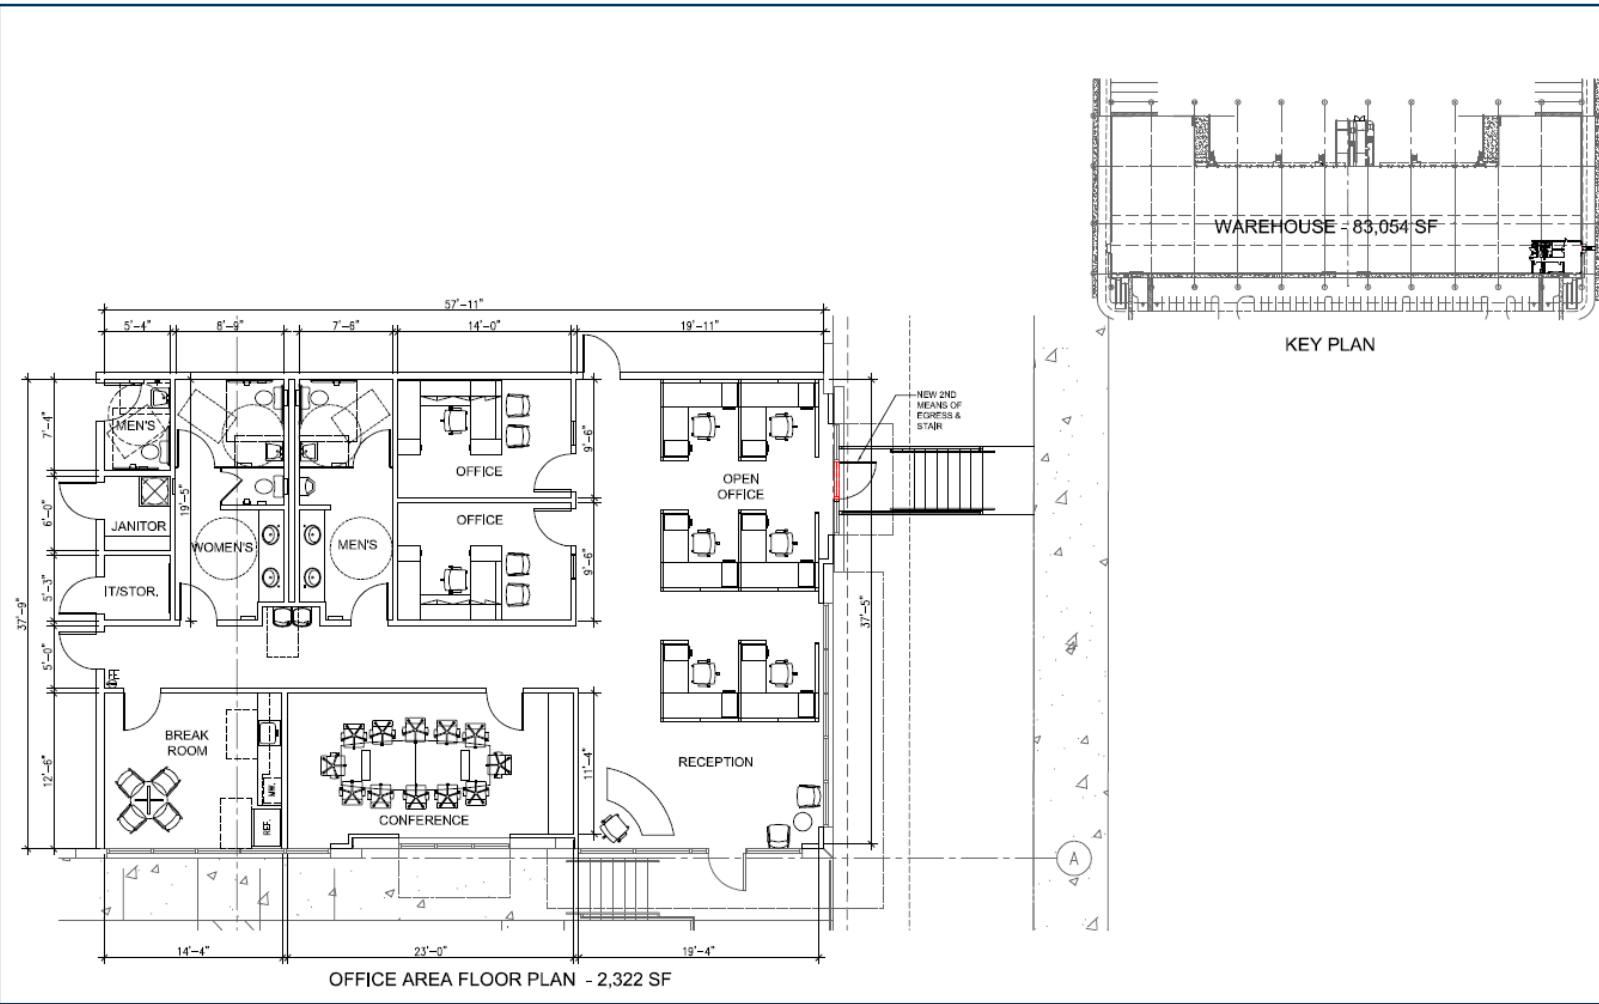 WAREHOUSE - 83,054 SF
KEY PLAN
57'-11"
5'-4"
8'-9"
7'-6"
14'-0"
19'-11"
NEW 2ND
MEANS OF
EGRESS &
STAIR
7'-4"
MEN'S
OFFICE
9'-6"
OPEN
OFFICE
19'-5"
6'-0"
JANITOR
OFFICE
WOMEN'S
MEN'S
9'-6"
5'-3"
IT/STOR.
37'-9"
37'-5"
5'-0"
FE
BREAK
ROOM
12'-6"
MW.
REF.
11'-4"
RECEPTION
CONFERENCE
A
14'-4"
23'-0"
19'-4"
OFFICE AREA FLOOR PLAN - 2,322 SF